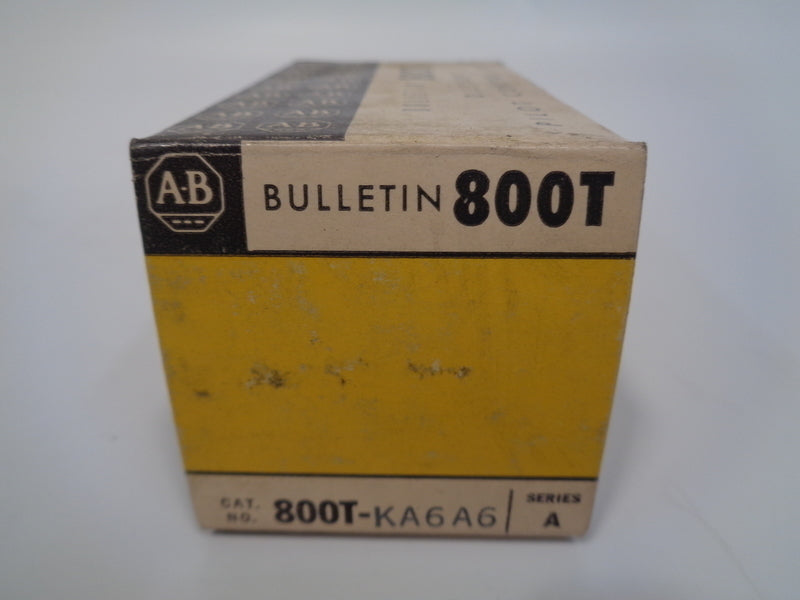 A-B
BULLETIN 800T
CAT. NO. 800T-KA6A6
SERIES A